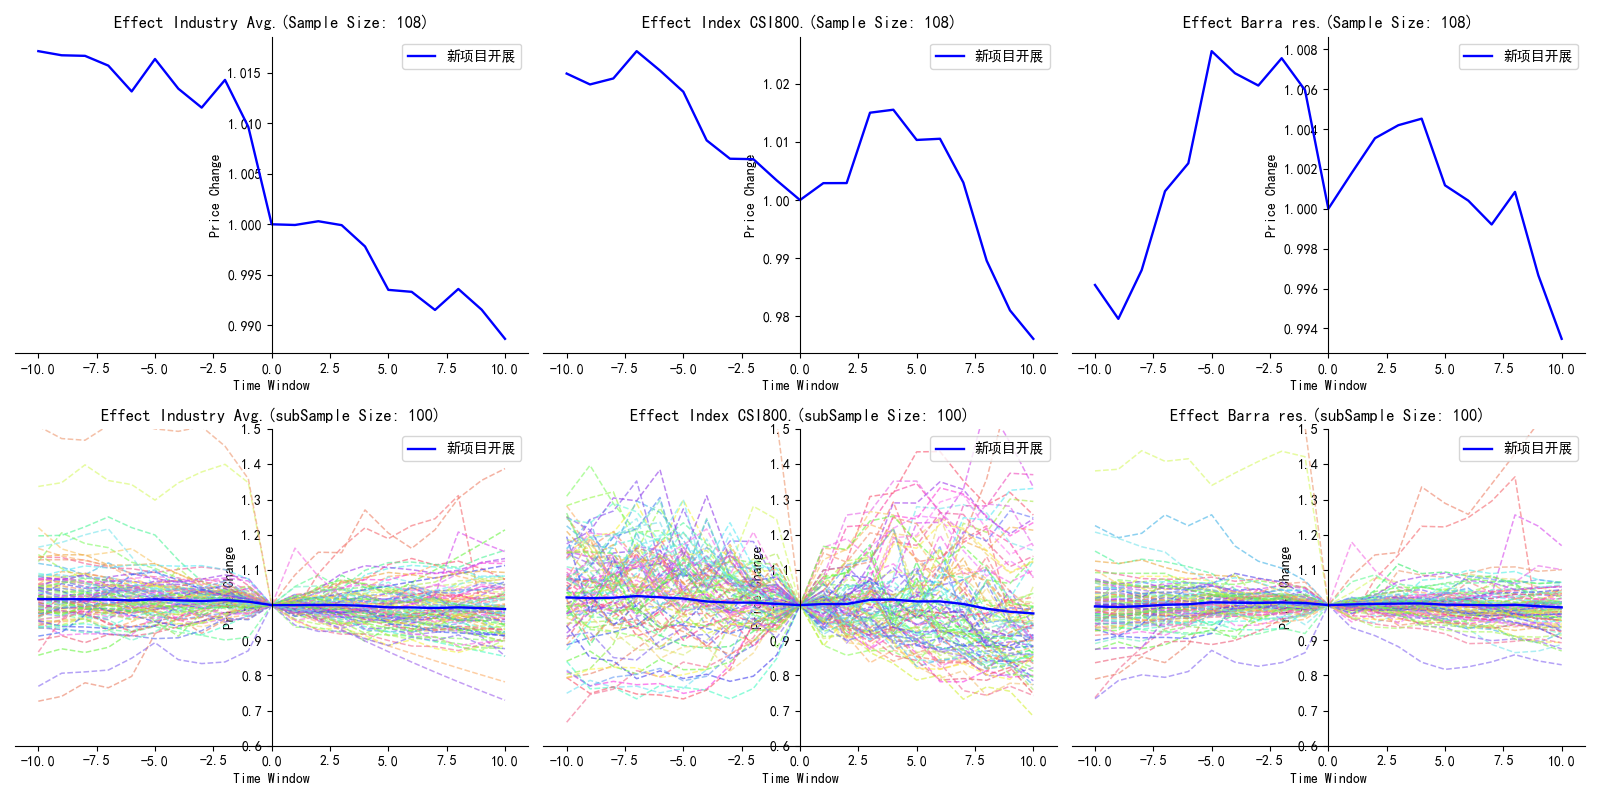 Effect Industry Avg.(Sample Size: 108)
新项目开展
1.015
1.010
1.005
1.000
0.995
0.990
Price Change
-10.0 -7.5 -5.0 -2.5 0.0 2.5 5.0 7.5 10.0
Time Window
Effect Index CSI800.(Sample Size: 108)
新项目开展
1.02
1.01
1.00
0.99
0.98
Price Change
-10.0 -7.5 -5.0 -2.5 0.0 2.5 5.0 7.5 10.0
Time Window
Effect Barra res.(Sample Size: 108)
新项目开展
1.008
1.006
1.004
1.002
1.000
0.998
0.996
0.994
Price Change
-10.0 -7.5 -5.0 -2.5 0.0 2.5 5.0 7.5 10.0
Time Window
Effect Industry Avg.(subSample Size: 100)
新项目开展
1.5
1.4
1.3
1.2
1.1
0.9
0.8
0.7
0.6
Price Change
-10.0 -7.5 -5.0 -2.5 0.0 2.5 5.0 7.5 10.0
Time Window
Effect Index CSI800.(subSample Size: 100)
新项目开展
1.5
1.4
1.3
1.2
1.1
1.0
0.9
0.8
0.7
0.6
Price Change
-10.0 -7.5 -5.0 -2.5 0.0 2.5 5.0 7.5 10.0
Time Window
Effect Barra res.(subSample Size: 100)
新项目开展
1.5
1.4
1.3
1.2
1.1
1.0
0.9
0.8
0.7
0.6
Price Change
-10.0 -7.5 -5.0 -2.5 0.0 2.5 5.0 7.5 10.0
Time Window